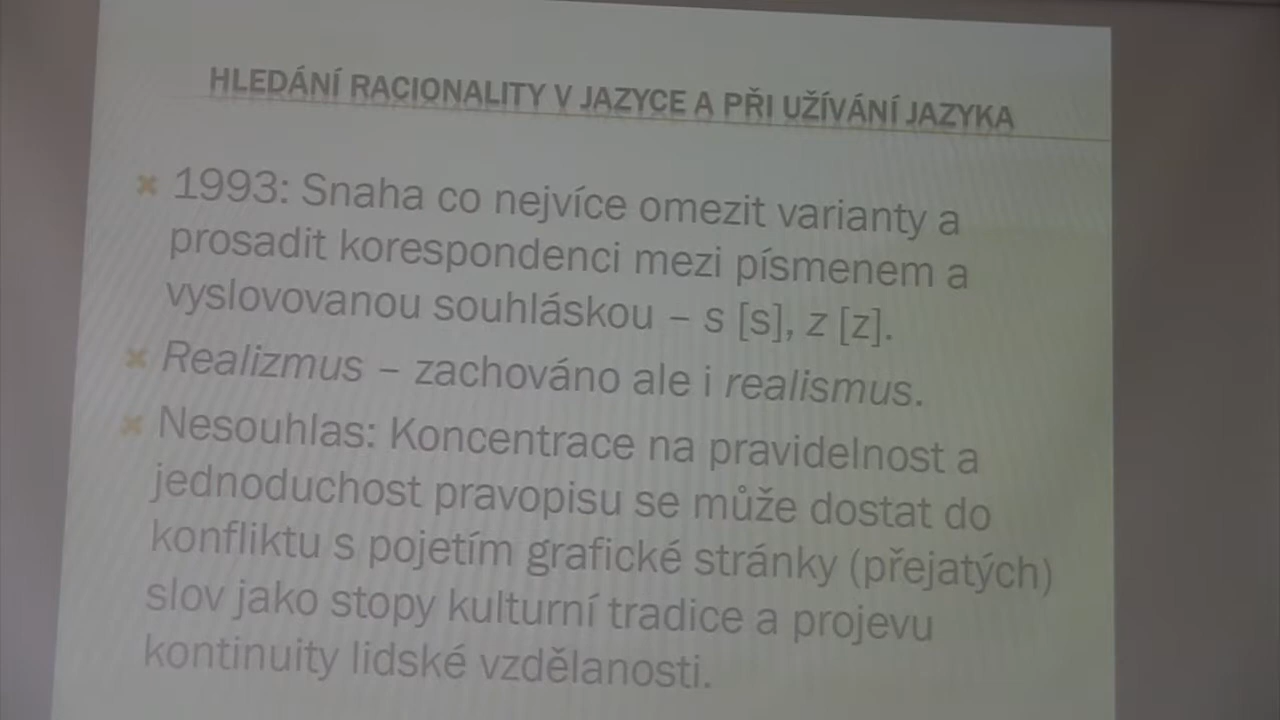 HLEDÁNÍ RACIONALITY V JAZYCE A PŘI UŽÍVÁNÍ JAZYKA
1993: Snaha co nejvíce omezit varianty a
prosadit korespondenci mezi písmenem a
vyslovovanou souhláskou – s [s], z [z].
Realizmus – zachováno ale i realismus.
Nesouhlas: Koncentrace na pravidelnost a
jednoduchost pravopisu se může dostat do
konfliktu s pojetím grafické stránky (přejatých)
slov jako stopy kulturní tradice a projevu
kontinuity lidské vzdělanosti.